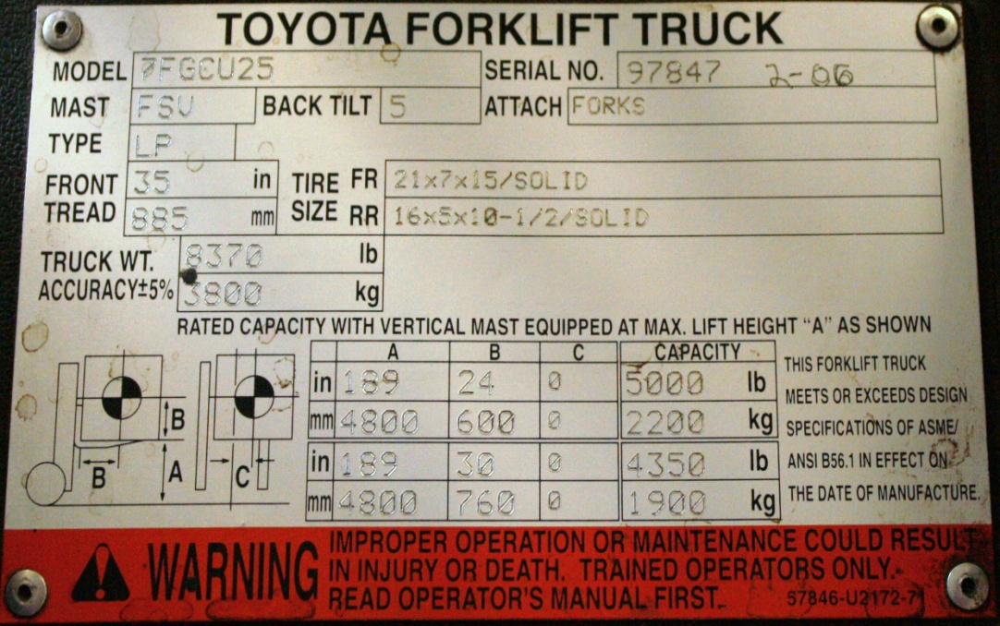 TOYOTA FORKLIFT TRUCK
MODEL 7FGCU25 SERIAL NO. 97847 2-06
MAST FSV BACK TILT 5 ATTACH FORKS
TYPE LP
FRONT TREAD 35 in TIRE SIZE FR 21x7x15/SOLID
885 mm RR 16x5x10-1/2/SOLID
TRUCK WT. 8370 lb
ACCURACY±5% 3800 kg
RATED CAPACITY WITH VERTICAL MAST EQUIPPED AT MAX. LIFT HEIGHT "A" AS SHOWN
A B C CAPACITY
in 189 24 0 5000 lb
mm 4800 600 0 2200 kg
in 189 30 0 4350 lb
mm 4800 760 0 1900 kg
B
B A C
THIS FORKLIFT TRUCK
MEETS OR EXCEEDS DESIGN
SPECIFICATIONS OF ASME/
ANSI B56.1 IN EFFECT ON
THE DATE OF MANUFACTURE.
WARNING
IMPROPER OPERATION OR MAINTENANCE COULD RESULT
IN INJURY OR DEATH. TRAINED OPERATORS ONLY.
READ OPERATOR'S MANUAL FIRST.
57846-U2172-71